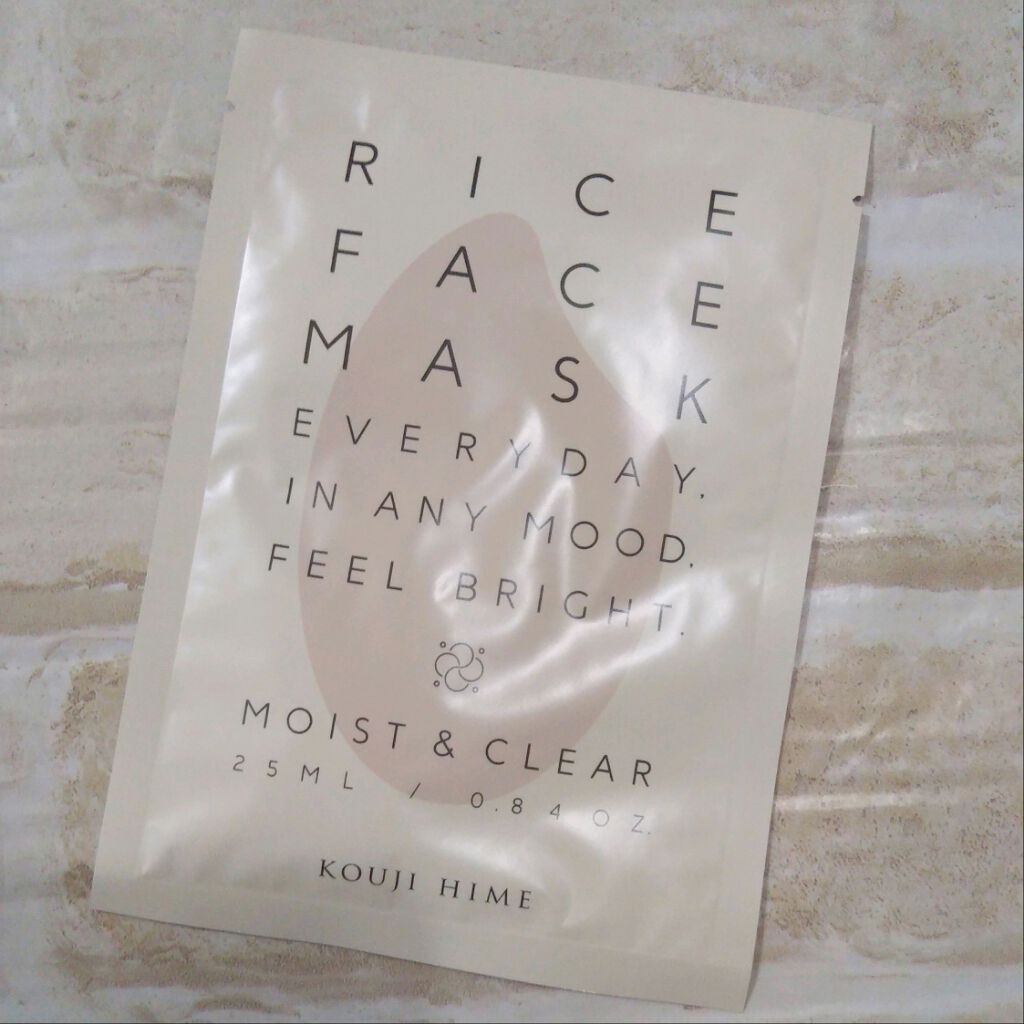 RICE
FACE
MASK
EVERYDAY.
IN ANY MOOD.
FEEL BRIGHT.
MOIST & CLEAR
25ML / 0.84OZ.
KOUJI HIME